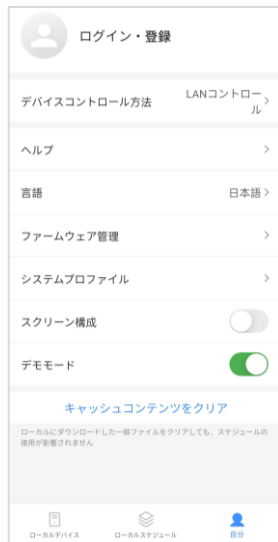 ログイン・登録
デバイスコントロール方法
LANコントロー
ル
ヘルプ
言語
日本語
ファームウェア管理
システムプロファイル
スクリーン構成
デモモード
キャッシュコンテンツをクリア
ローカルにダウンロードした一時ファイルをクリアしても、スケジュールの
使用が影響されません
ローカルデバイス
ローカルスケジュール
自分